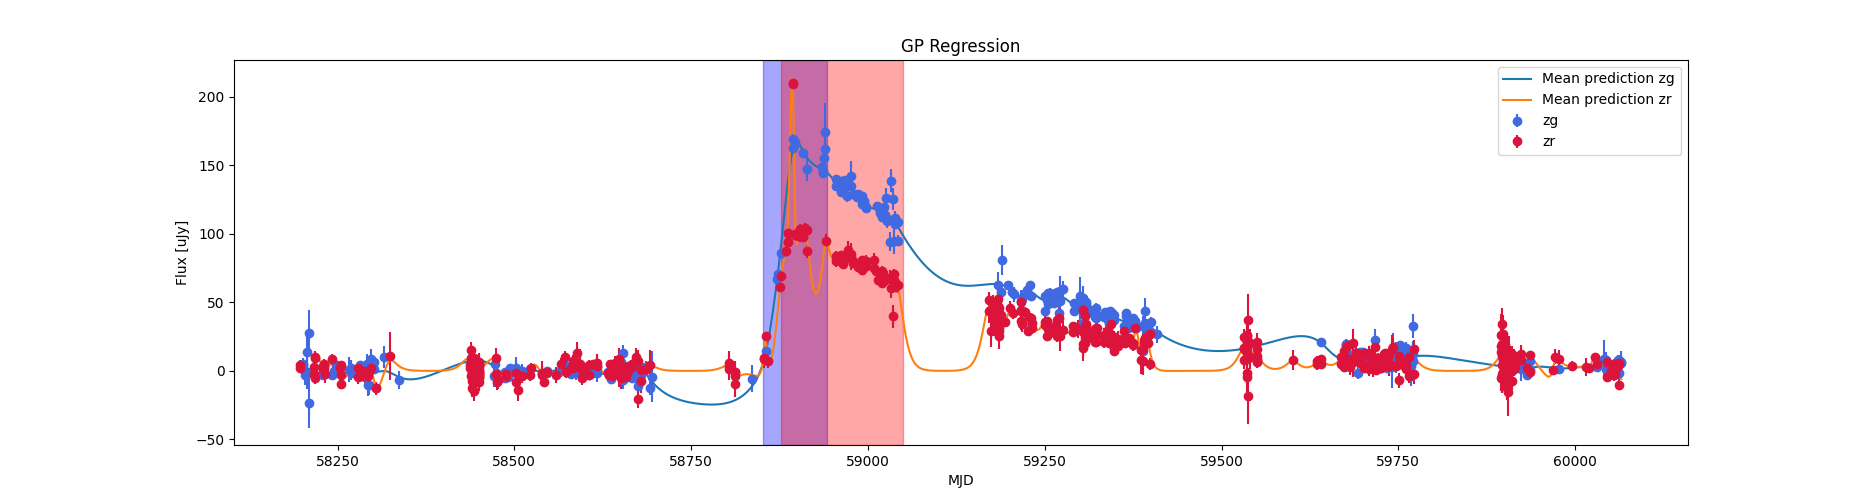 GP Regression
Flux [uJy]
200
150
100
50
0
−50
58250 58500 58750 59000 59250 59500 59750 60000
MJD
Mean prediction zg
Mean prediction zr
zg
zr